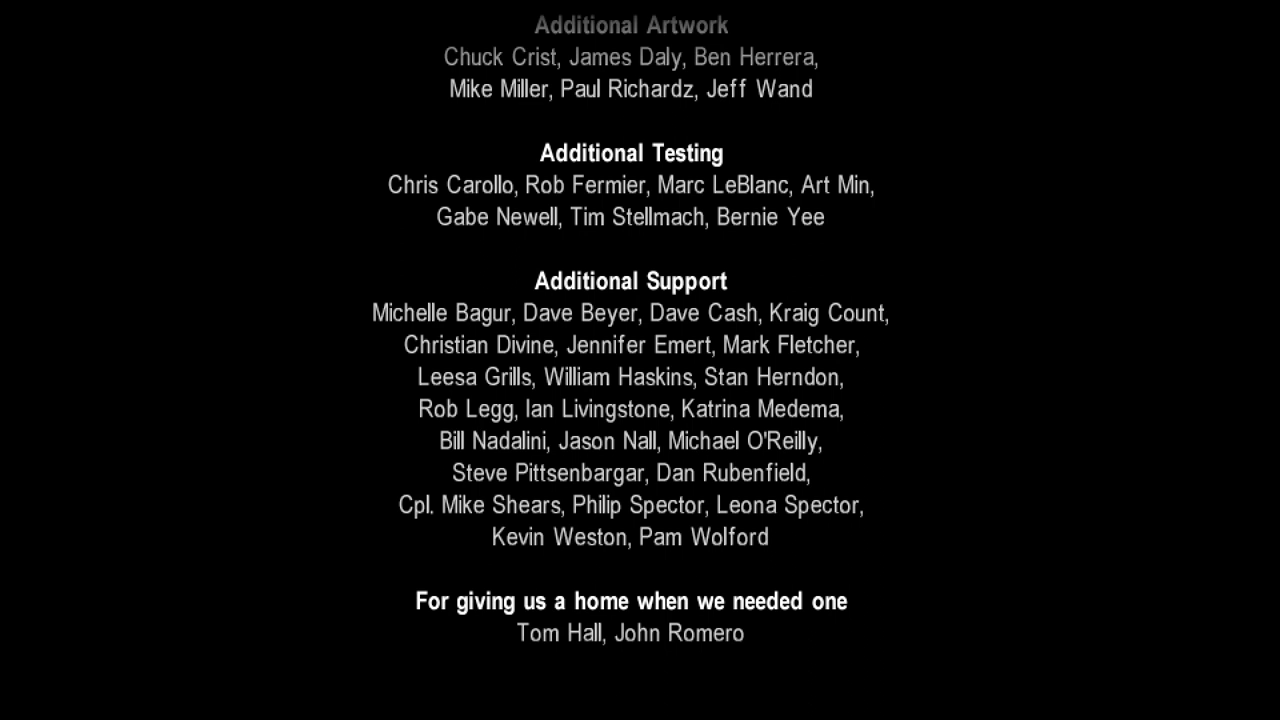 Additional Artwork
Chuck Crist, James Daly, Ben Herrera,
Mike Miller, Paul Richardz, Jeff Wand
Additional Testing
Chris Carollo, Rob Fermier, Marc LeBlanc, Art Min,
Gabe Newell, Tim Stellmach, Bernie Yee
Additional Support
Michelle Bagur, Dave Beyer, Dave Cash, Kraig Count,
Christian Divine, Jennifer Emert, Mark Fletcher,
Leesa Grills, William Haskins, Stan Herndon,
Rob Legg, Ian Livingstone, Katrina Medema,
Bill Nadalini, Jason Nall, Michael O'Reilly,
Steve Pittsenbargar, Dan Rubenfield,
Cpl. Mike Shears, Philip Spector, Leona Spector,
Kevin Weston, Pam Wolford
For giving us a home when we needed one
Tom Hall, John Romero